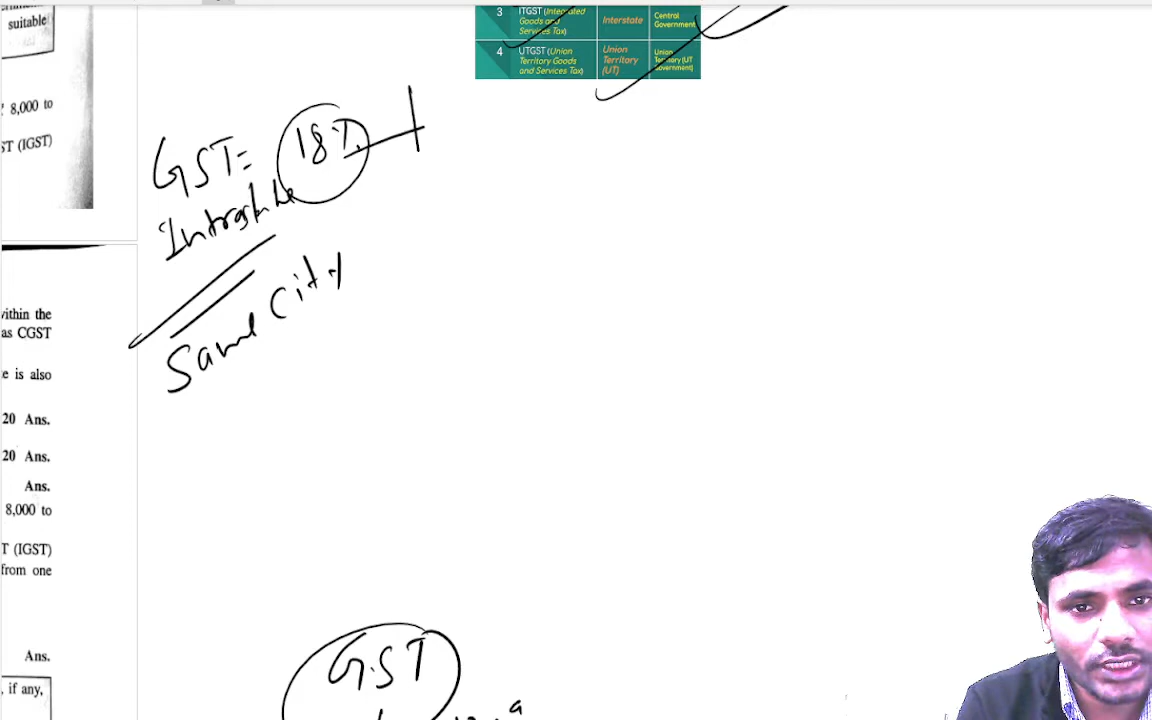 suitable
8,000 to
ST (IGST)
3 ITGST (Integrated Goods and Services Tax) Interstate Central Government
4 UTGST (Union Territory Goods and Services Tax) Union Territory (UT) Union Territory (UT Government)
GST= 18%
Intrastate
Same City
within the
as CGST
e is also
20 Ans.
20 Ans.
Ans.
8,000 to
T (IGST)
from one
Ans.
, if any,
GST